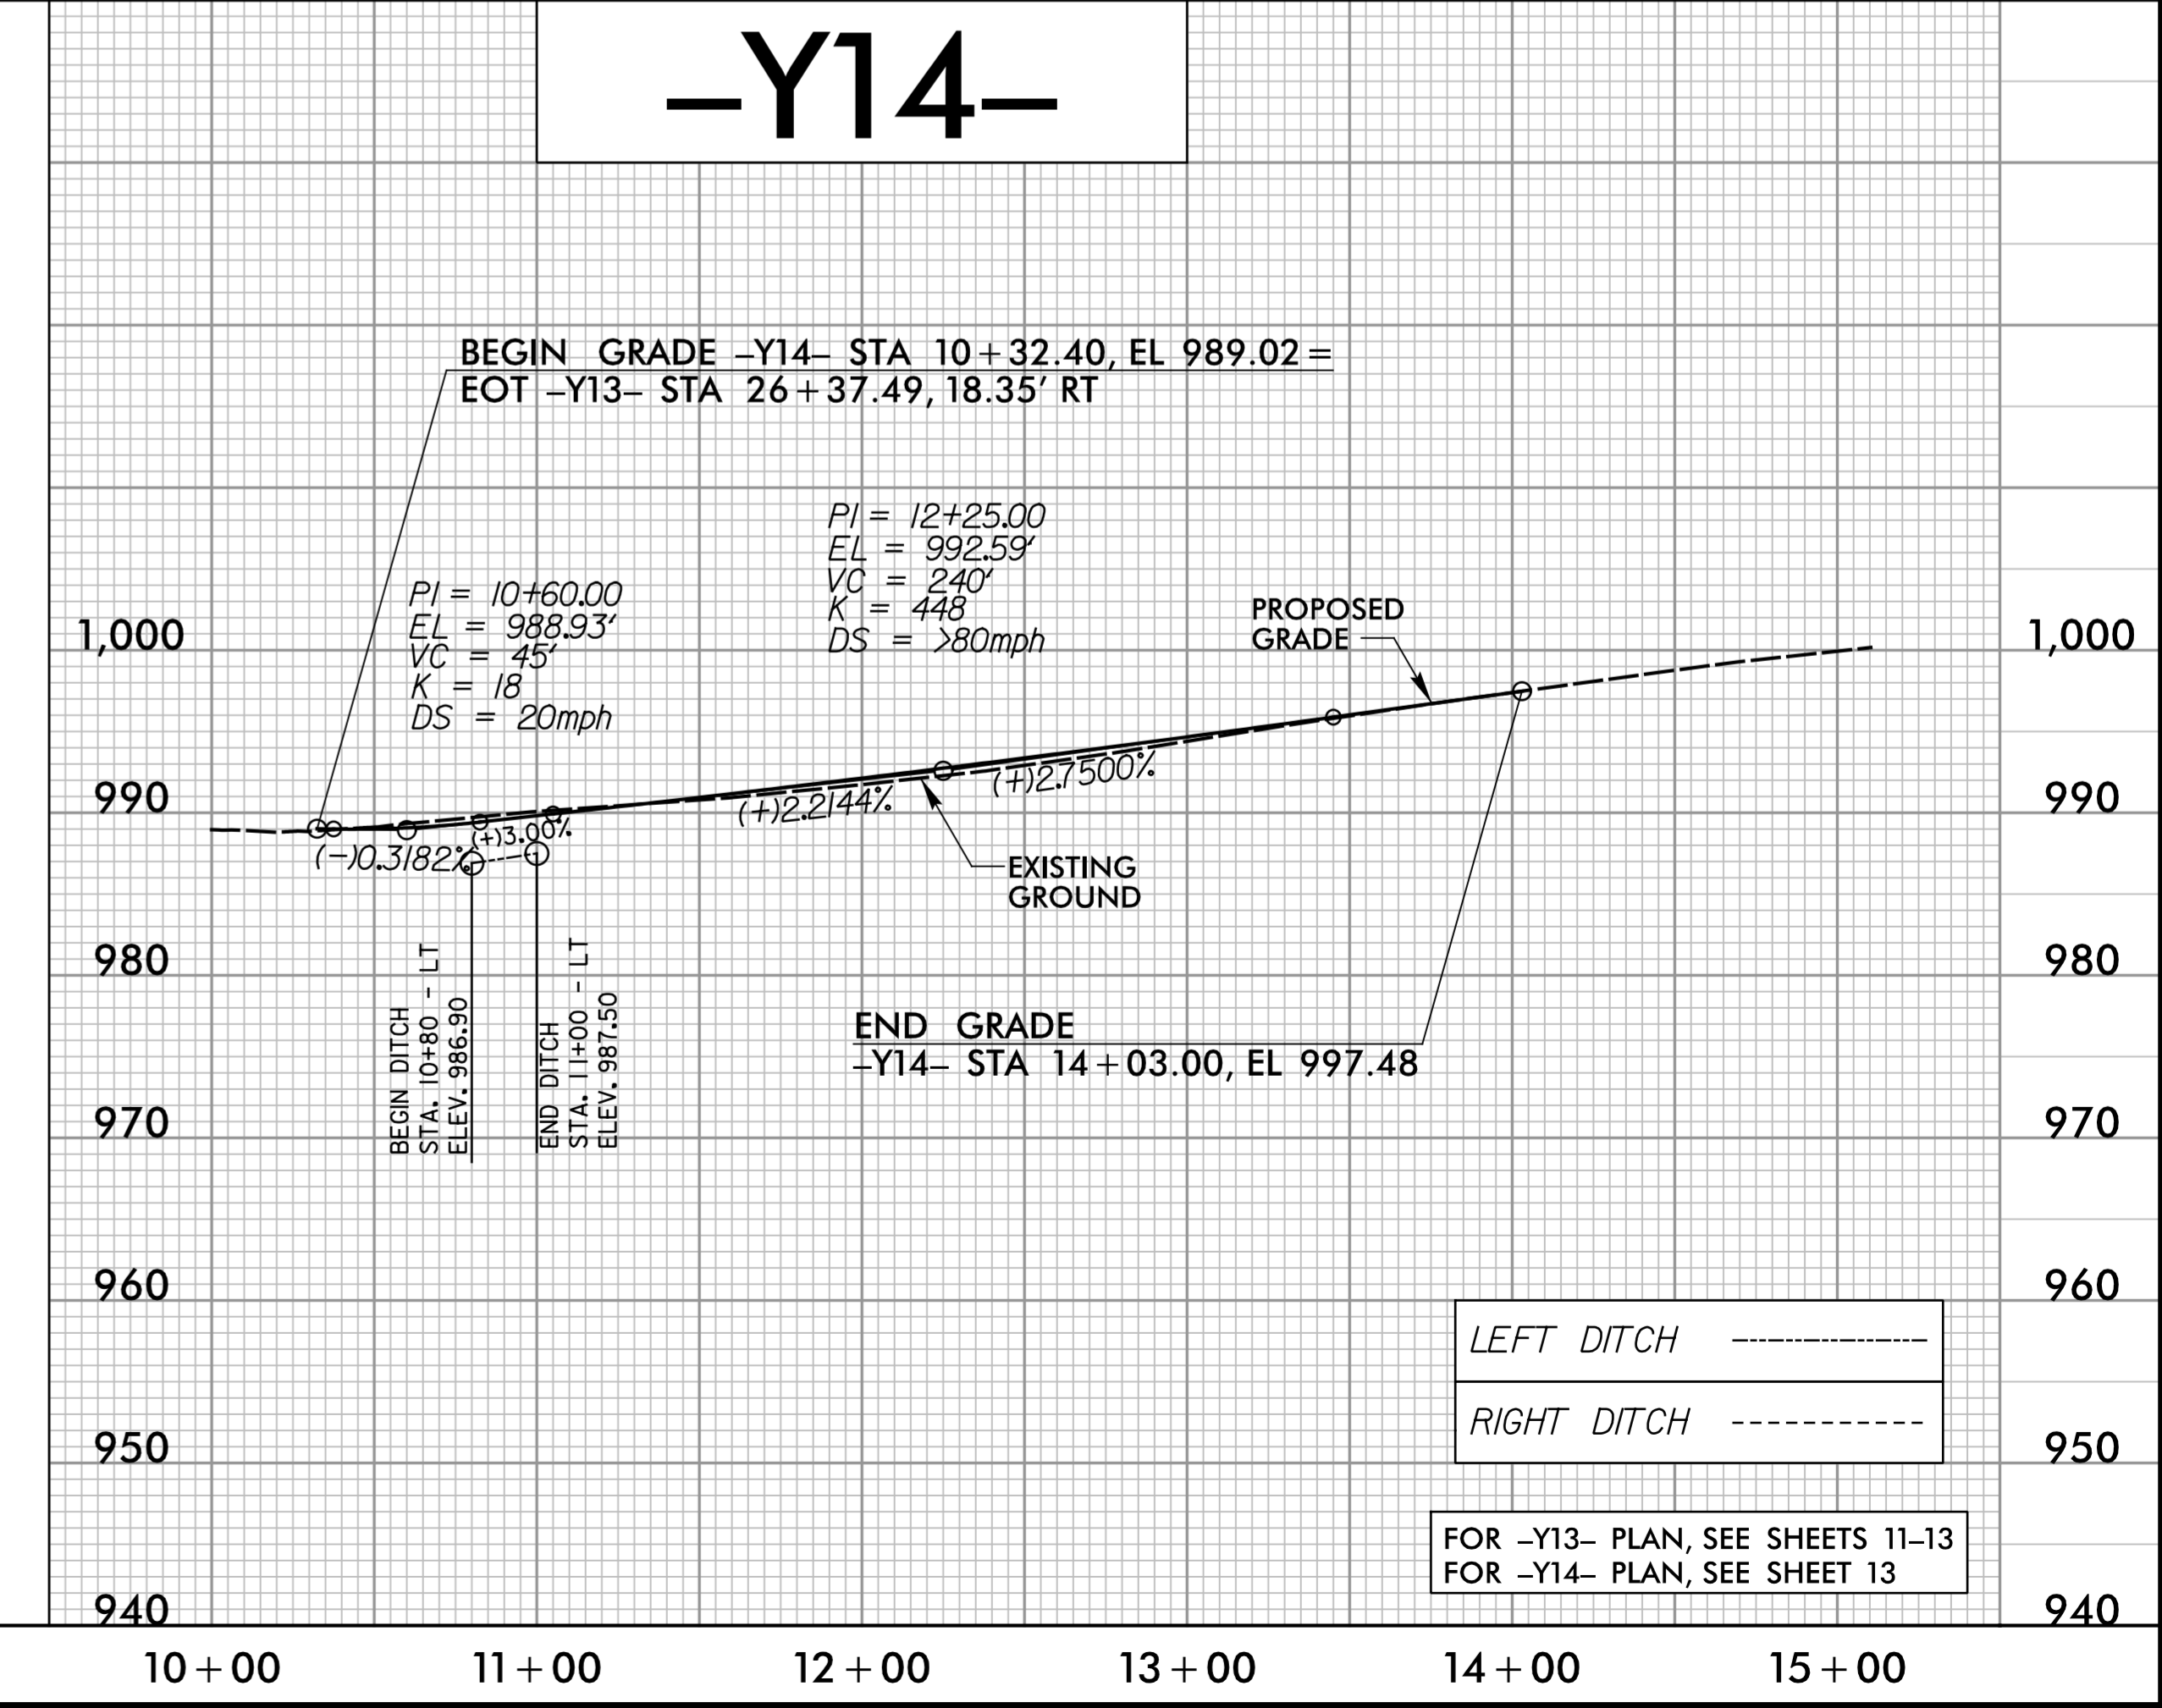 –Y14–
BEGIN GRADE –Y14– STA 10+32.40, EL 989.02 =
EOT –Y13– STA 26+37.49, 18.35' RT
PI = 10+60.00
EL = 988.93'
VC = 45'
K = 18
DS = 20mph
PI = 12+25.00
EL = 992.59'
VC = 240'
K = 448
DS = >80mph
PROPOSED
GRADE
(–)0.3182%
(+)3.00%
(+)2.2144%
(+)2.7500%
EXISTING
GROUND
BEGIN DITCH
STA. 10+80 - LT
ELEV. 986.90
END DITCH
STA. 11+00 - LT
ELEV. 987.50
END GRADE
–Y14– STA 14+03.00, EL 997.48
1,000
990
980
970
960
950
940
1,000
990
980
970
960
950
940
LEFT DITCH
RIGHT DITCH
FOR –Y13– PLAN, SEE SHEETS 11–13
FOR –Y14– PLAN, SEE SHEET 13
10+00 11+00 12+00 13+00 14+00 15+00